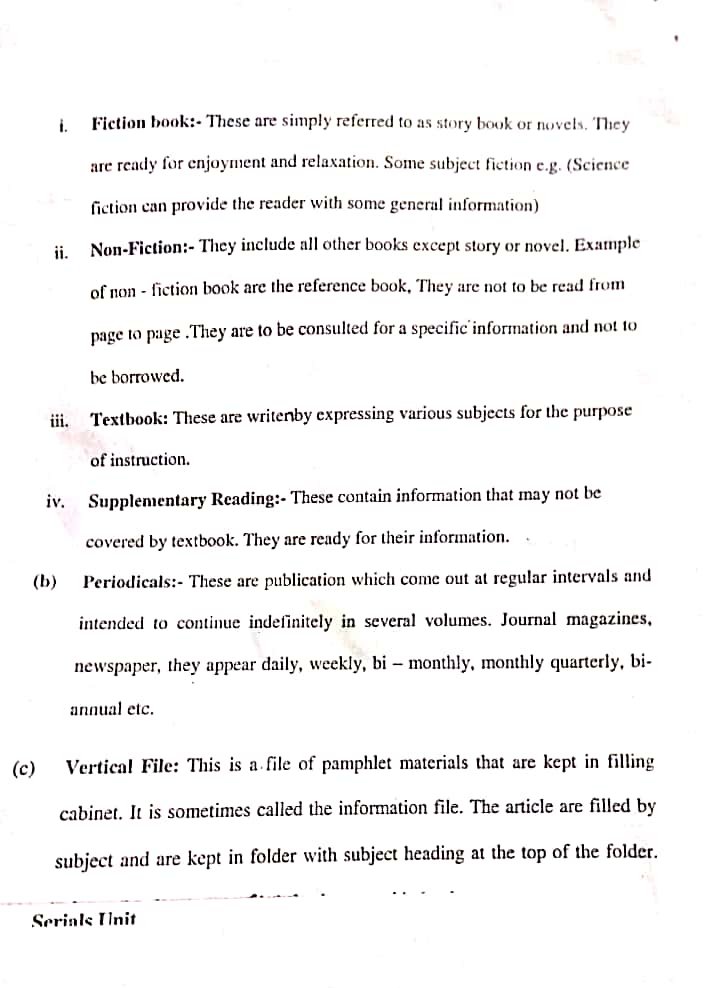 i. Fiction book:- These are simply referred to as story book or novels. They
are ready for enjoyment and relaxation. Some subject fiction e.g. (Science
fiction can provide the reader with some general information)
ii. Non-Fiction:- They include all other books except story or novel. Example
of non - fiction book are the reference book, They are not to be read from
page to page .They are to be consulted for a specific information and not to
be borrowed.
iii. Textbook: These are writenby expressing various subjects for the purpose
of instruction.
iv. Supplementary Reading:- These contain information that may not be
covered by textbook. They are ready for their information.
(b) Periodicals:- These are publication which come out at regular intervals and
intended to continue indefinitely in several volumes. Journal magazines,
newspaper, they appear daily, weekly, bi – monthly, monthly quarterly, bi-
annual etc.
(c) Vertical File: This is a file of pamphlet materials that are kept in filling
cabinet. It is sometimes called the information file. The article are filled by
subject and are kept in folder with subject heading at the top of the folder.
Serials Unit